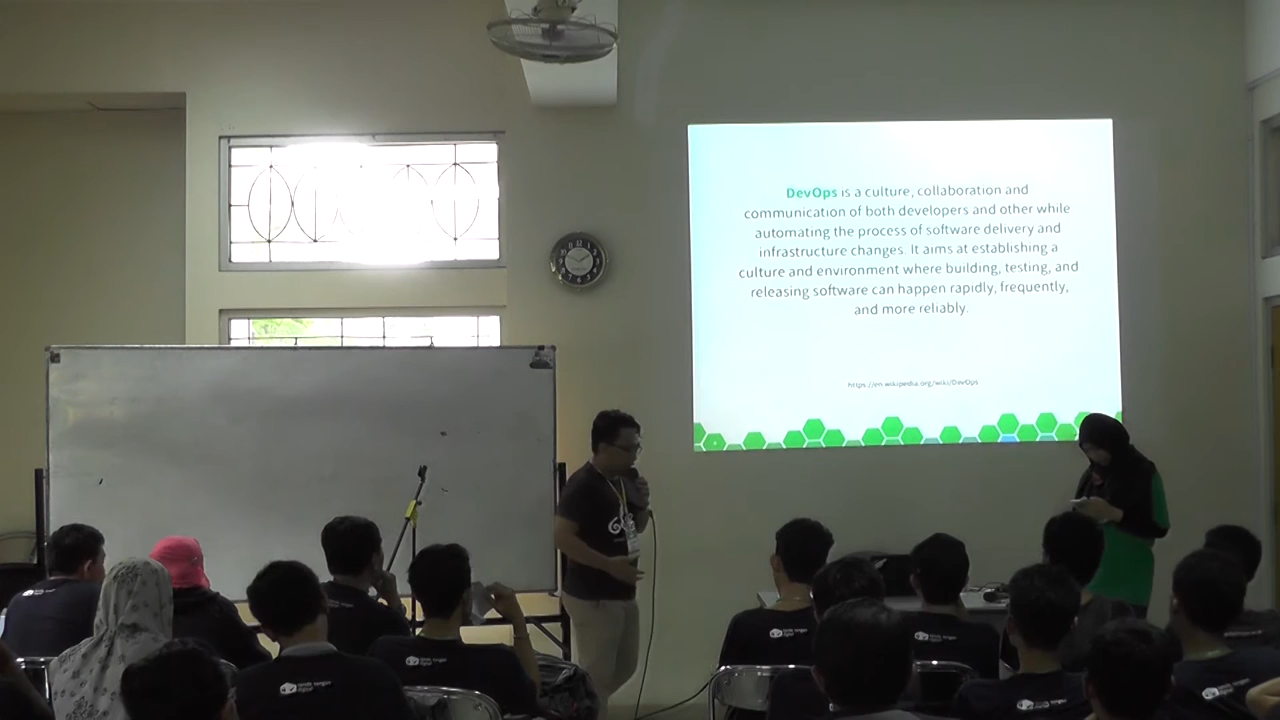 DevOps is a culture, collaboration and
communication of both developers and other while
automating the process of software delivery and
infrastructure changes. It aims at establishing a
culture and environment where building, testing, and
releasing software can happen rapidly, frequently,
and more reliably.
https://en.wikipedia.org/wiki/DevOps